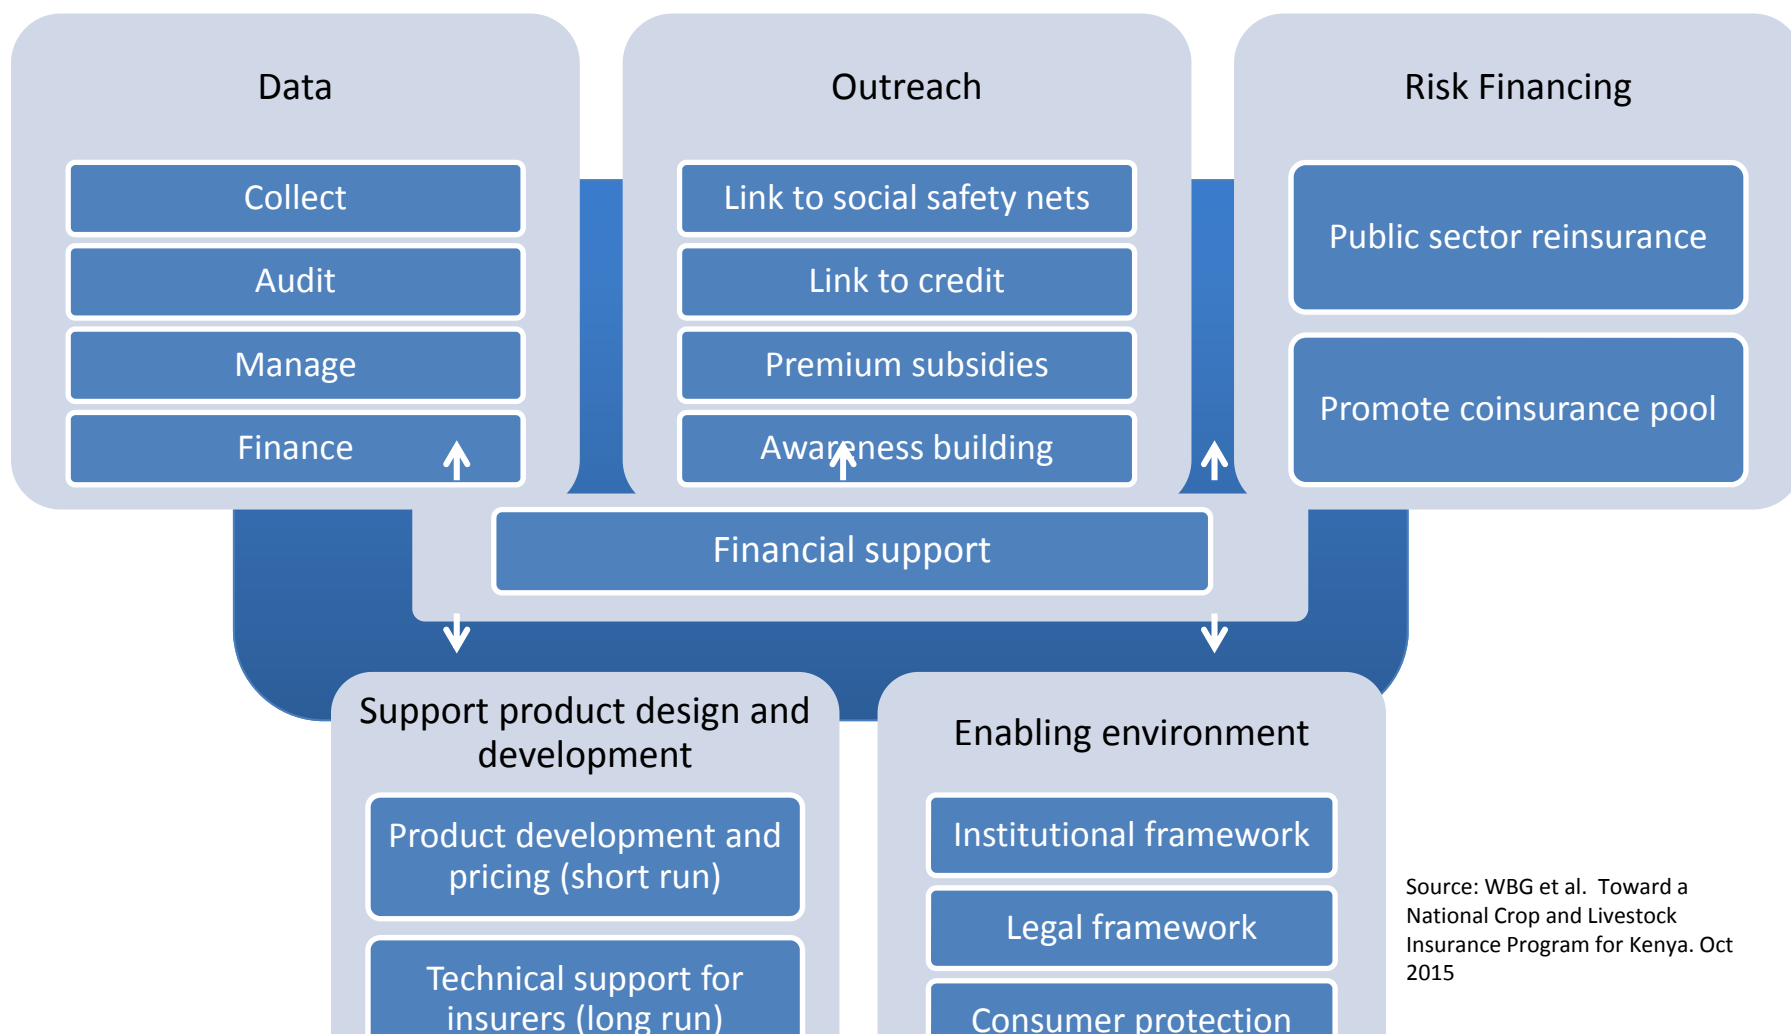 Data
Collect
Audit
Manage
Finance
Outreach
Link to social safety nets
Link to credit
Premium subsidies
Awareness building
Risk Financing
Public sector reinsurance
Promote coinsurance pool
Financial support
Support product design and
development
Product development and
pricing (short run)
Technical support for
insurers (long run)
Enabling environment
Institutional framework
Legal framework
Consumer protection
Source: WBG et al.  Toward a
National Crop and Livestock
Insurance Program for Kenya. Oct
2015